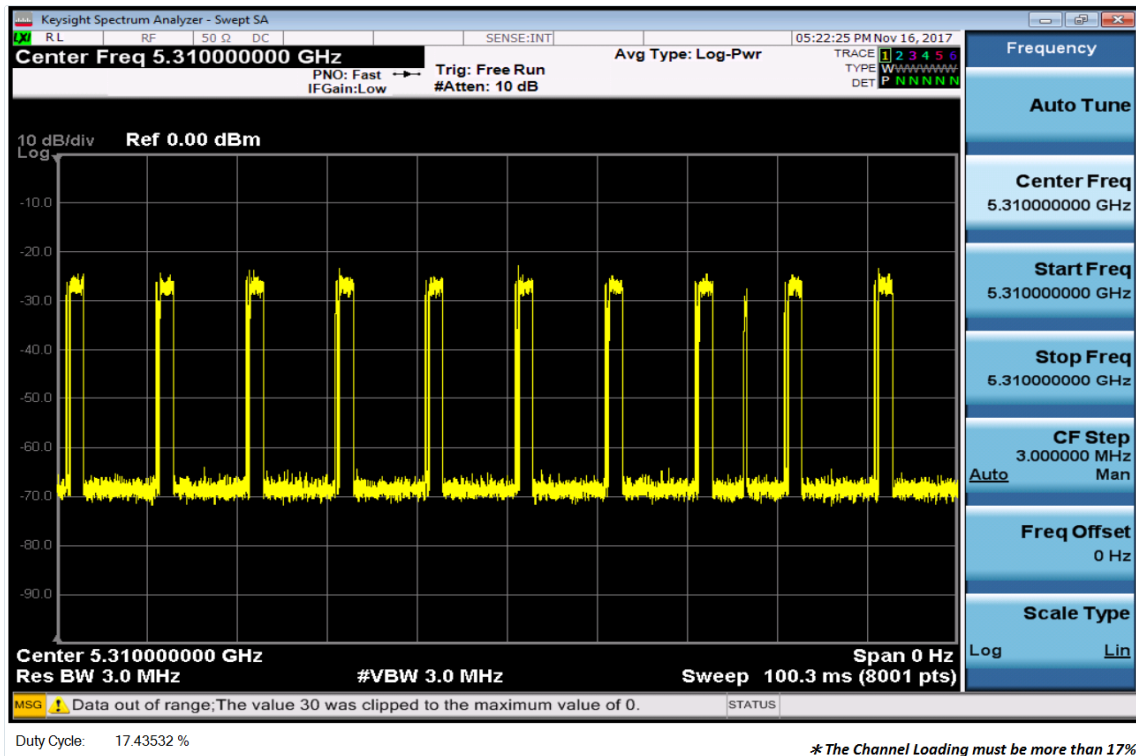 Keysight Spectrum Analyzer - Swept SA
LXI RL RF 50 Ω DC SENSE:INT 05:22:25 PM Nov 16, 2017
Center Freq 5.310000000 GHz
PNO: Fast
IFGain:Low
Trig: Free Run
#Atten: 10 dB
Avg Type: Log-Pwr
TRACE 1 2 3 4 5 6
TYPE WWWWWWW
DET P N N N N N
10 dB/div
Log
Ref 0.00 dBm
-10.0
-20.0
-30.0
-40.0
-50.0
-60.0
-70.0
-80.0
-90.0
Center 5.310000000 GHz
Res BW 3.0 MHz
#VBW 3.0 MHz
Span 0 Hz
Sweep 100.3 ms (8001 pts)
MSG Data out of range;The value 30 was clipped to the maximum value of 0.
STATUS
Frequency
Auto Tune
Center Freq
5.310000000 GHz
Start Freq
5.310000000 GHz
Stop Freq
5.310000000 GHz
CF Step
3.000000 MHz
Auto Man
Freq Offset
0 Hz
Scale Type
Log Lin
Duty Cycle: 17.43532 %
* The Channel Loading must be more than 17%